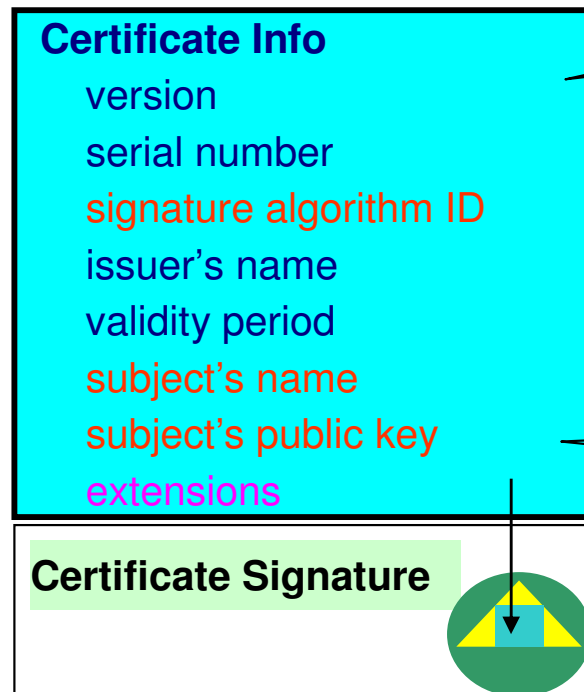 Certificate Info
version
serial number
signature algorithm ID
issuer’s name
validity period
subject’s name
subject’s public key
extensions
Certificate Signature